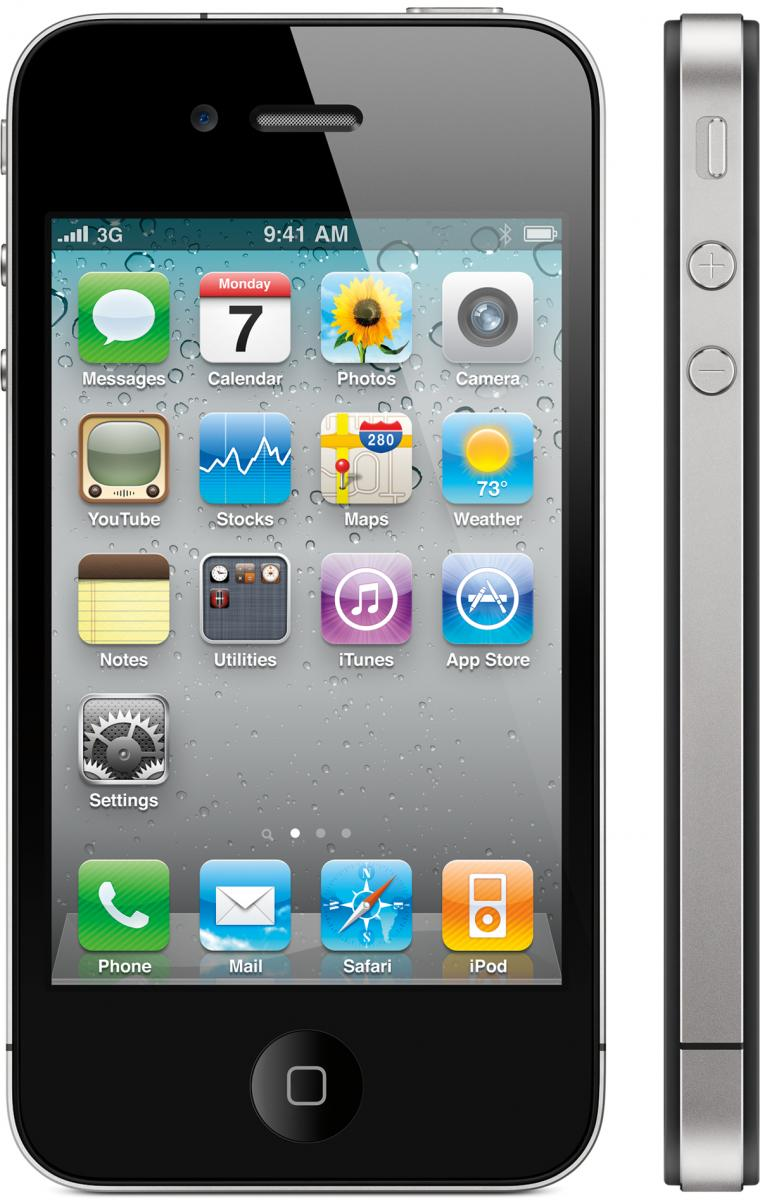 3G 9:41 AM
Monday
7
Messages Calendar Photos Camera
280
73°
YouTube Stocks Maps Weather
Notes Utilities iTunes App Store
Settings
N
W E
S
Phone Mail Safari iPod